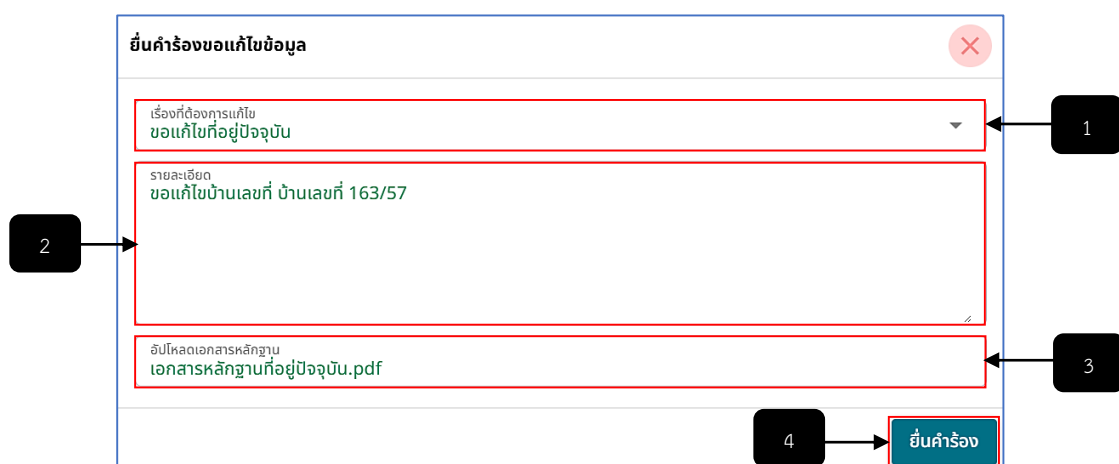 ยื่นคำร้องขอแก้ไขข้อมูล
เรื่องที่ต้องการแก้ไข
ขอแก้ไขที่อยู่ปัจจุบัน
1
รายละเอียด
ขอแก้ไขบ้านเลขที่ บ้านเลขที่ 163/57
2
อัปโหลดเอกสารหลักฐาน
เอกสารหลักฐานที่อยู่ปัจจุบัน.pdf
3
4
ยื่นคำร้อง